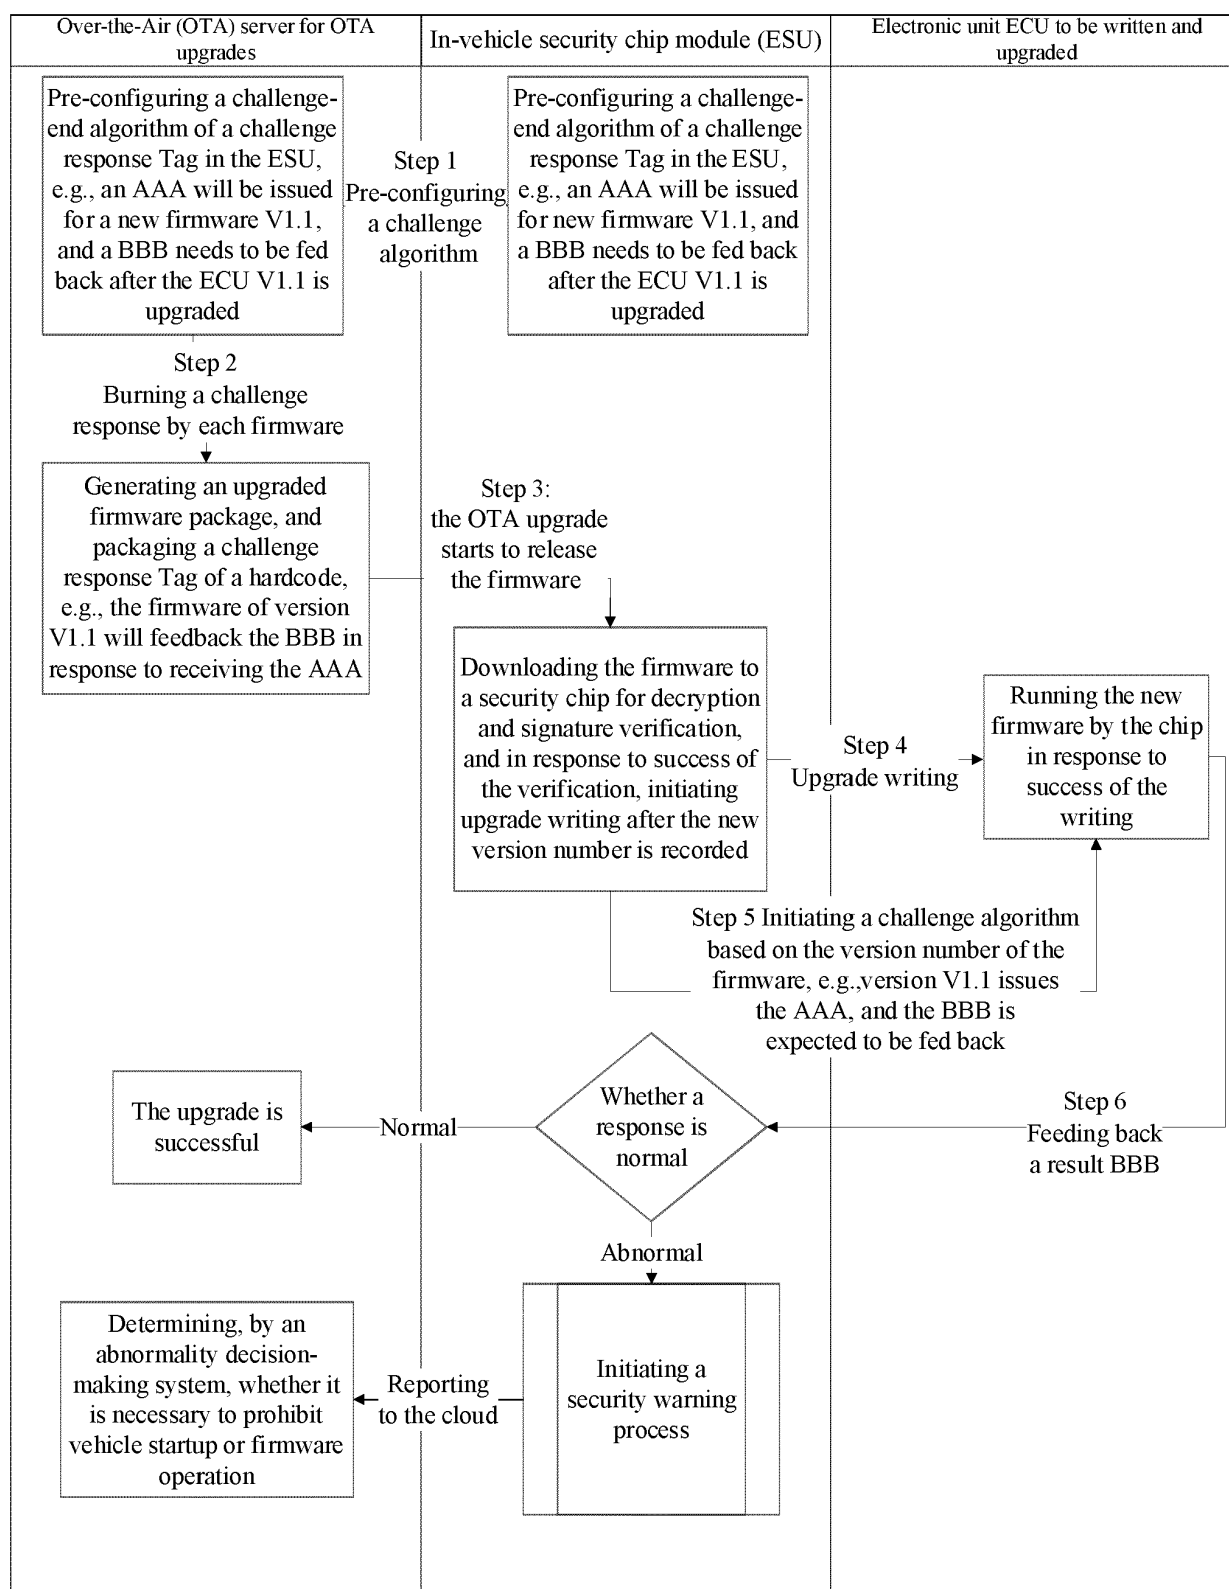 Over-the-Air (OTA) server for OTA
upgrades
In-vehicle security chip module (ESU)
Electronic unit ECU to be written and
upgraded
Pre-configuring a challenge-
end algorithm of a challenge
response Tag in the ESU,
e.g., an AAA will be issued
for a new firmware V1.1,
and a BBB needs to be fed
back after the ECU V1.1 is
upgraded
Step 1
Pre-configuring
a challenge
algorithm
Pre-configuring a challenge-
end algorithm of a challenge
response Tag in the ESU,
e.g., an AAA will be issued
for new firmware V1.1, and
a BBB needs to be fed back
after the ECU V1.1 is
upgraded
Step 2
Burning a challenge
response by each firmware
Generating an upgraded
firmware package, and
packaging a challenge
response Tag of a hardcode,
e.g., the firmware of version
V1.1 will feedback the BBB in
response to receiving the AAA
Step 3:
the OTA upgrade
starts to release
the firmware
Downloading the firmware to
a security chip for decryption
and signature verification,
and in response to success of
the verification, initiating
upgrade writing after the new
version number is recorded
Step 4
Upgrade writing
Running the new
firmware by the chip
in response to
success of the
writing
Step 5 Initiating a challenge algorithm
based on the version number of the
firmware, e.g.,version V1.1 issues
the AAA, and the BBB is
expected to be fed back
Step 6
Feeding back
a result BBB
Whether a
response is
normal
Normal
The upgrade is
successful
Abnormal
Initiating a
security warning
process
Reporting
to the cloud
Determining, by an
abnormality decision-
making system, whether it
is necessary to prohibit
vehicle startup or firmware
operation